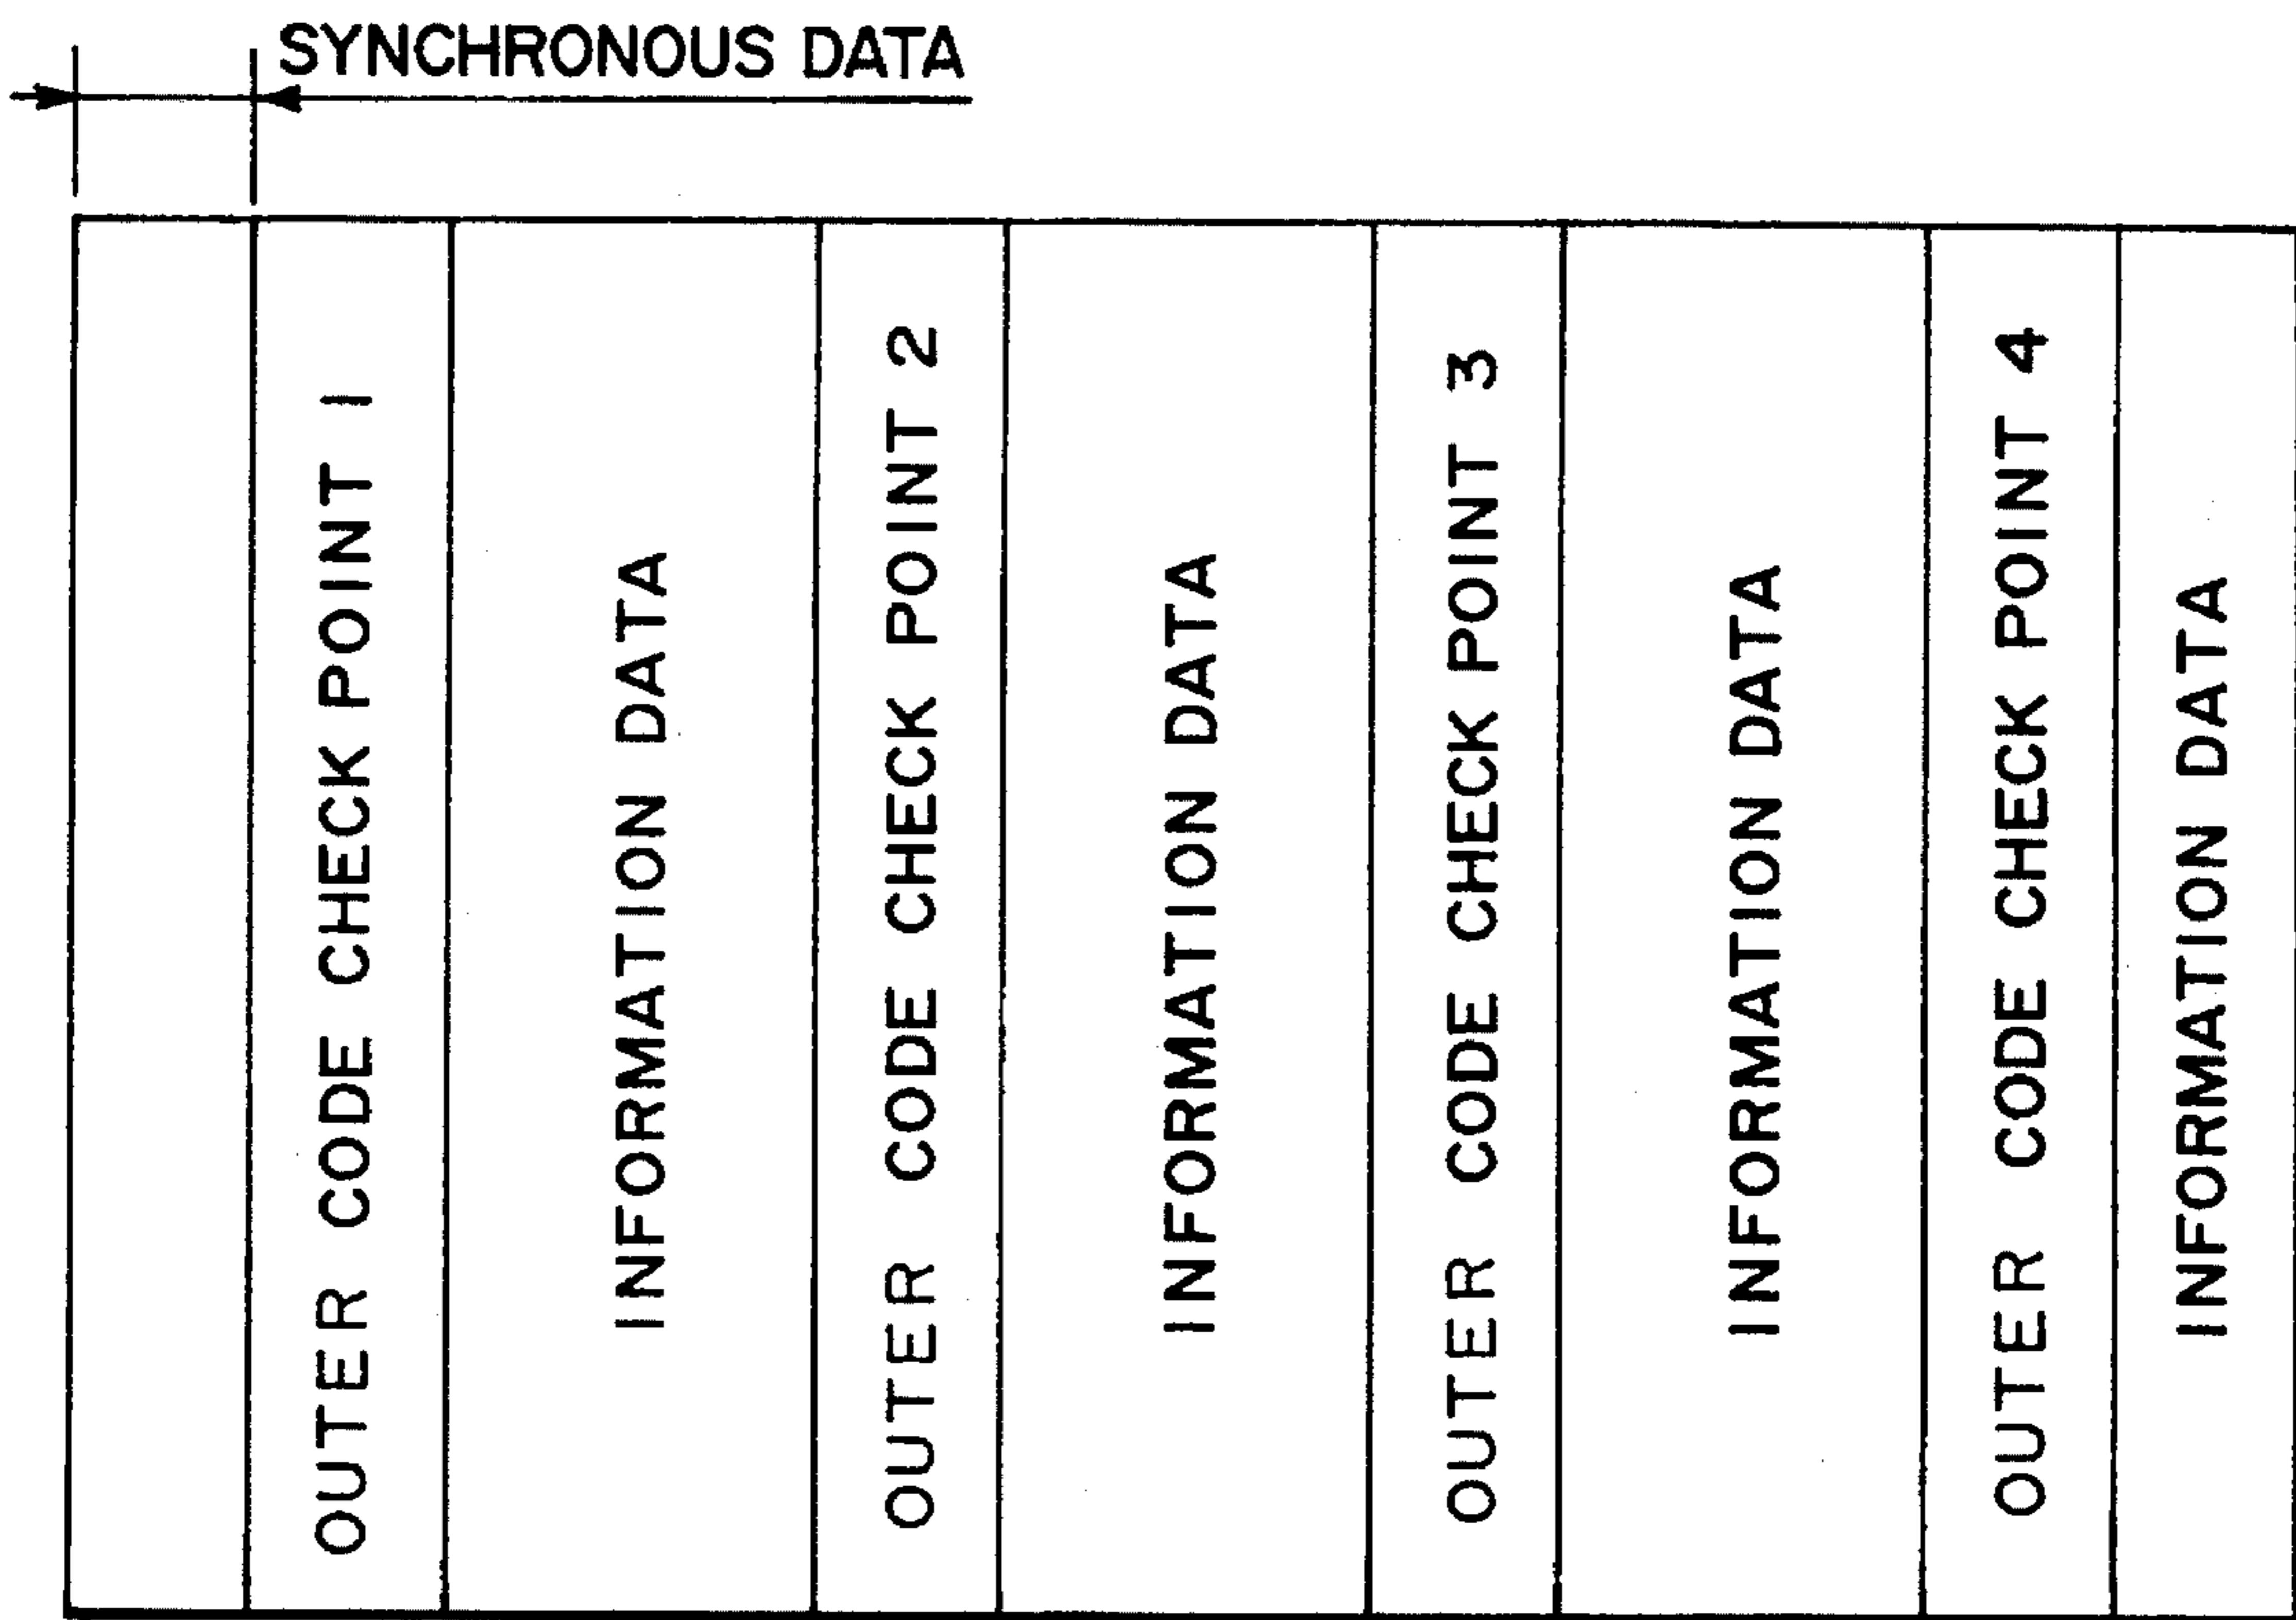 SYNCHRONOUS DATA
OUTER CODE CHECK POINT 1
INFORMATION DATA
OUTER CODE CHECK POINT 2
INFORMATION DATA
OUTER CODE CHECK POINT 3
INFORMATION DATA
OUTER CODE CHECK POINT 4
INFORMATION DATA